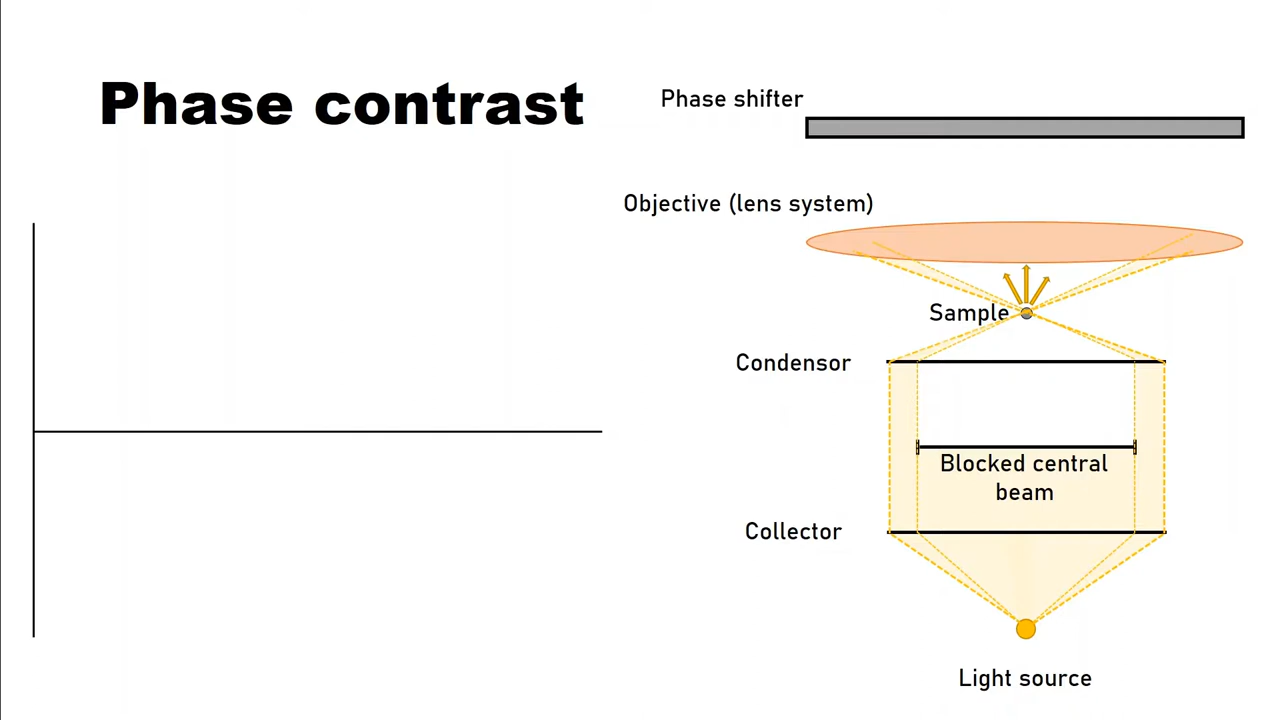 Phase contrast
Phase shifter
Objective (lens system)
Sample
Condensor
Blocked central
beam
Collector
Light source